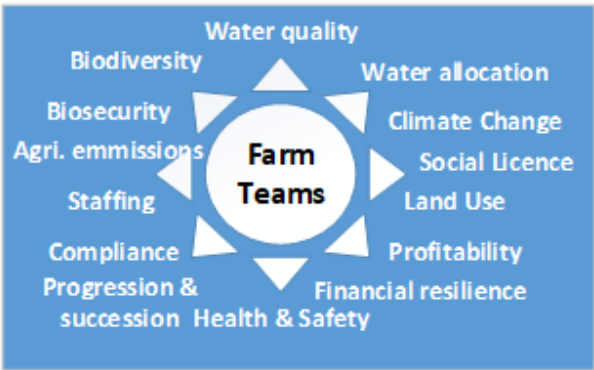 Water quality
Biodiversity
Water allocation
Biosecurity
Climate Change
Agri. emmissions
Farm
Teams
Social Licence
Staffing
Land Use
Compliance
Profitability
Progression &
succession
Financial resilience
Health & Safety